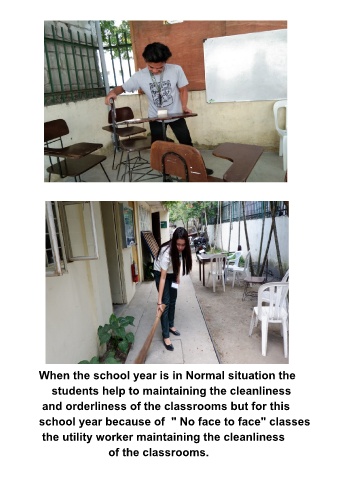 When the school year is in Normal situation the
students help to maintaining the cleanliness
and orderliness of the classrooms but for this
school year because of " No face to face" classes
the utility worker maintaining the cleanliness
of the classrooms.